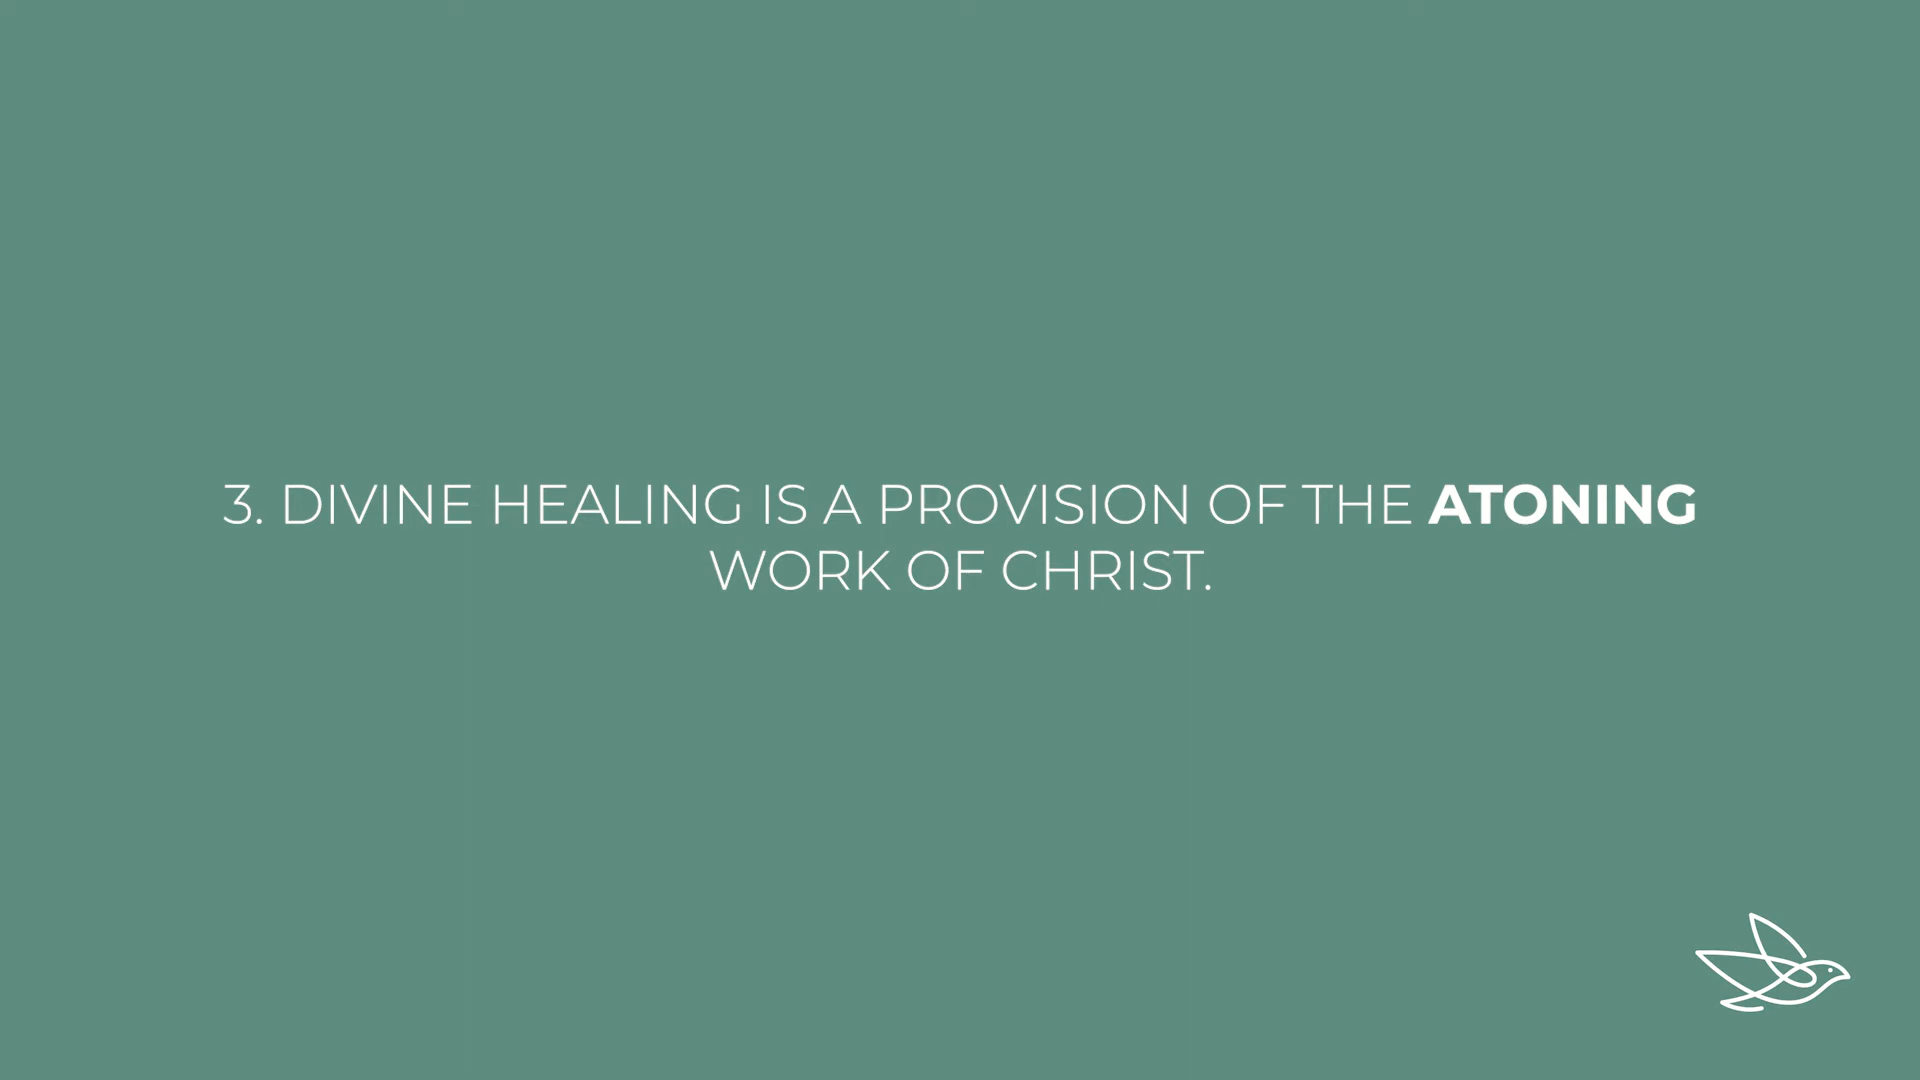 3. DIVINE HEALING IS A PROVISION OF THE ATONING
WORK OF CHRIST.